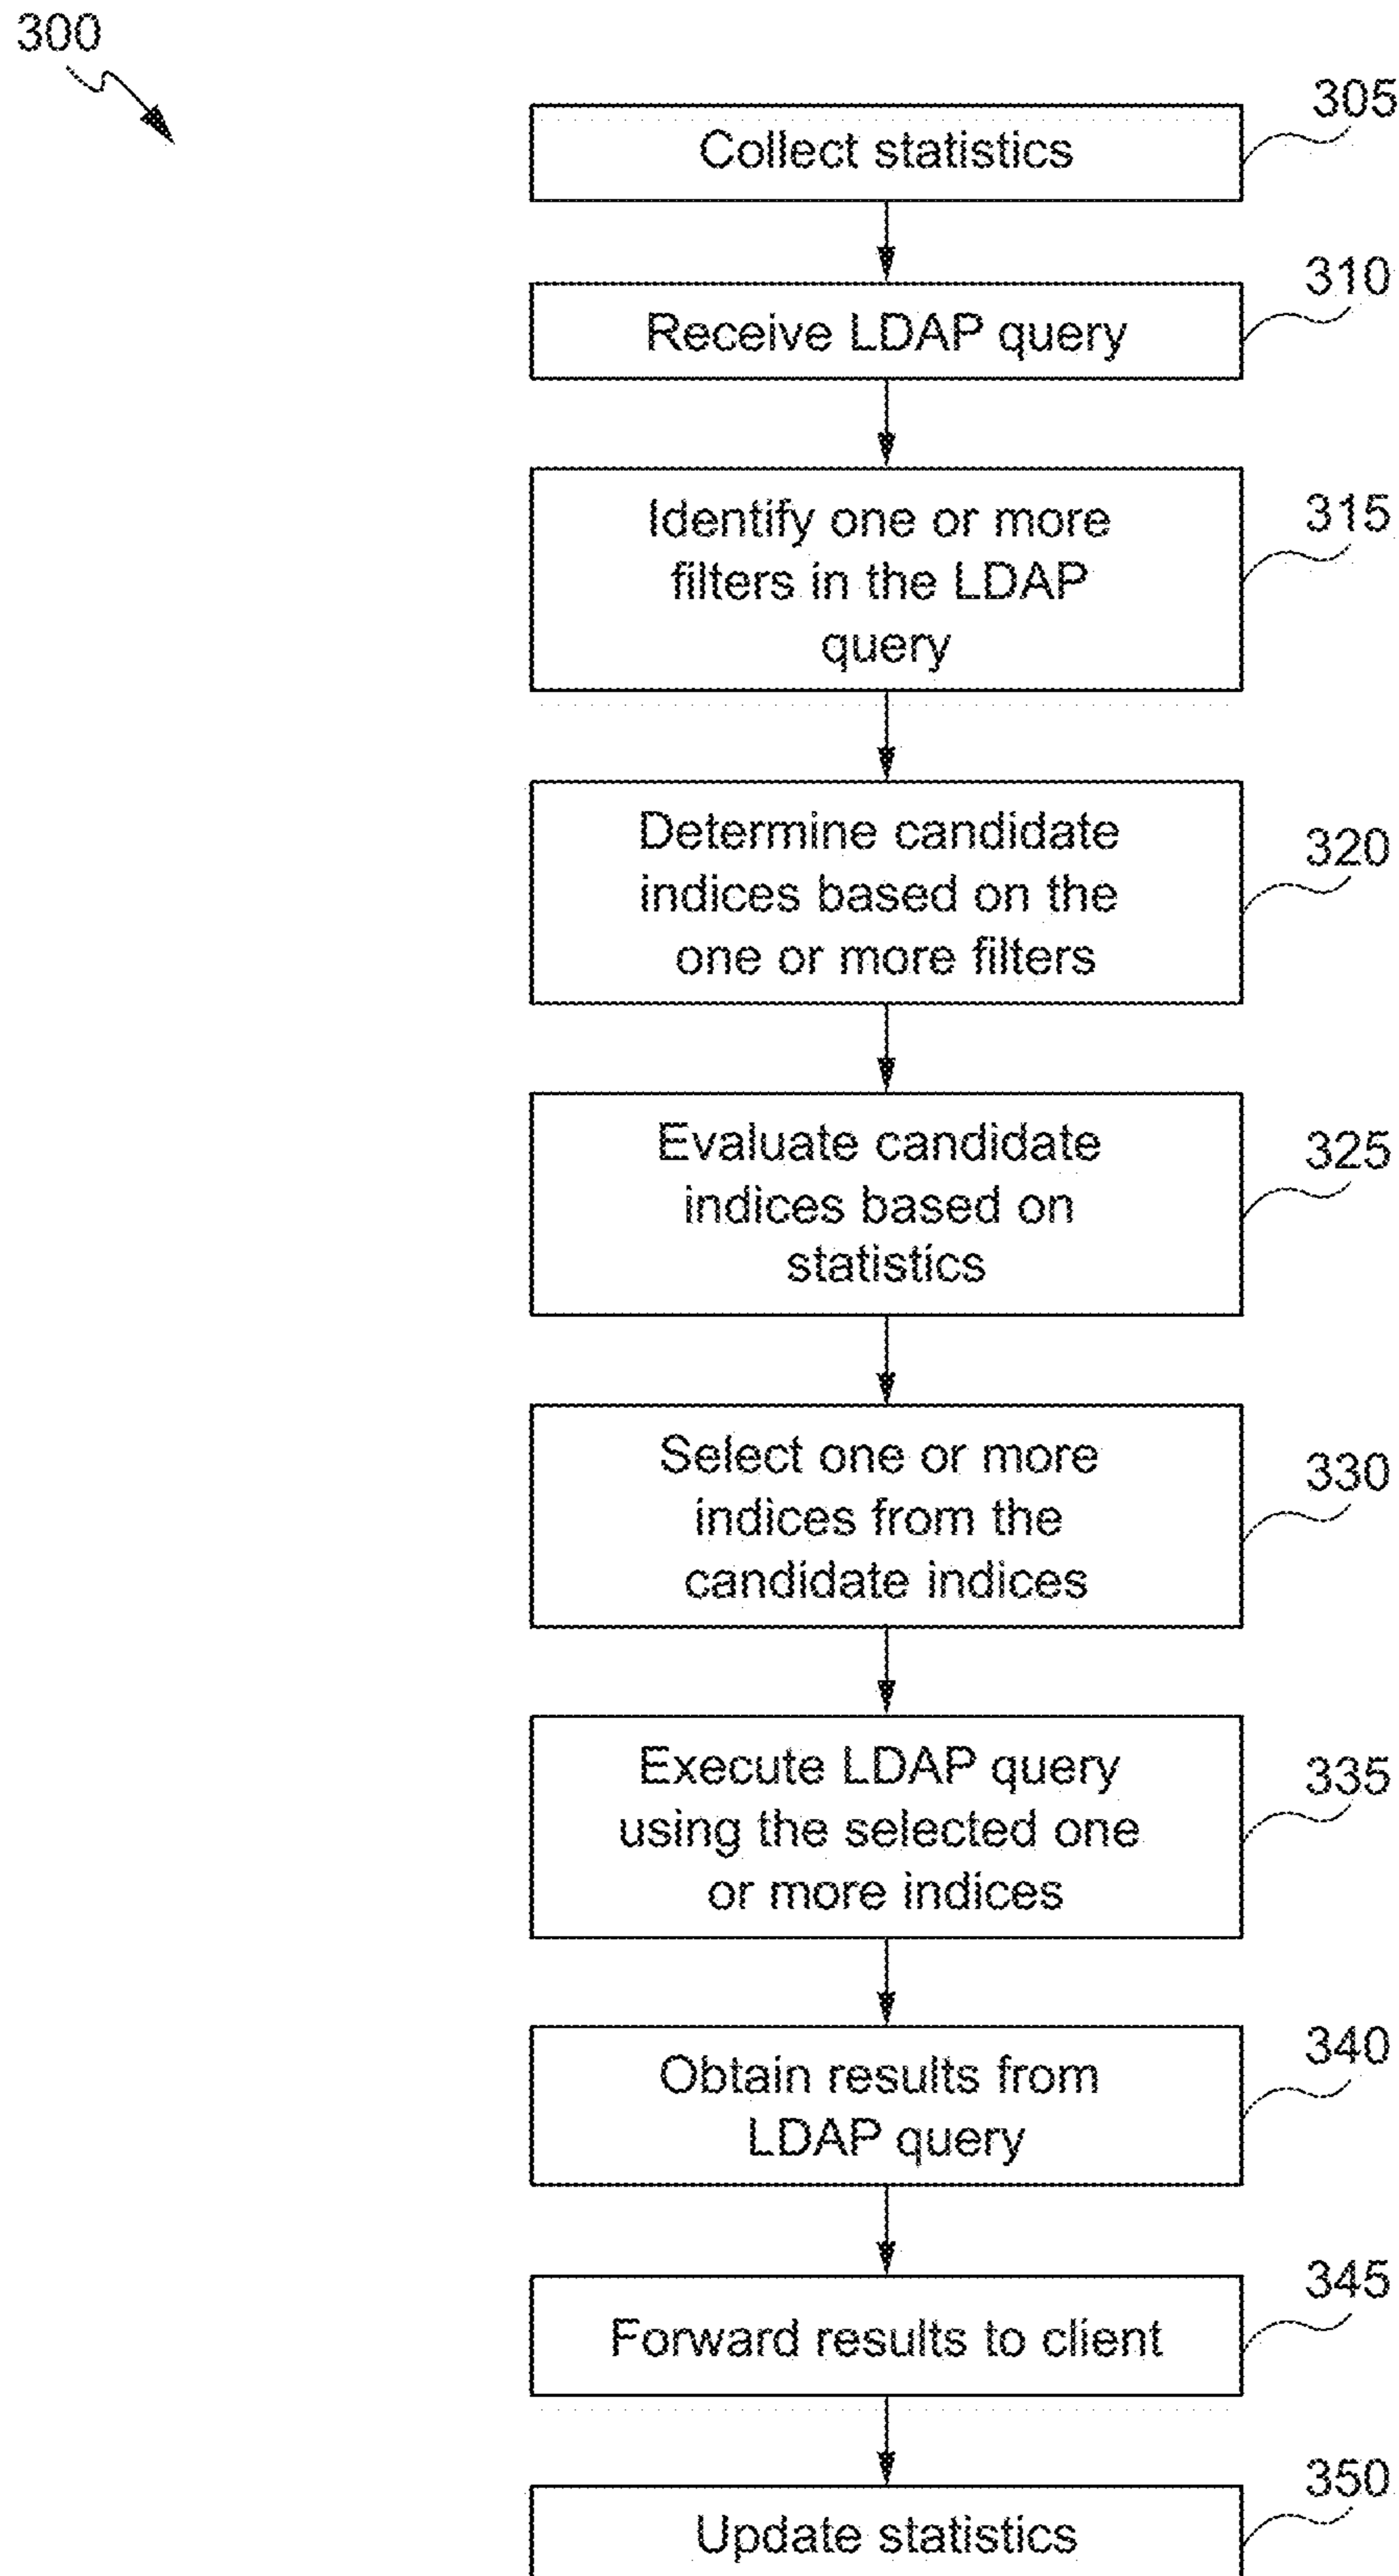 300
305
Collect statistics
310
Receive LDAP query
315
Identify one or more
filters in the LDAP
query
320
Determine candidate
indices based on the
one or more filters
325
Evaluate candidate
indices based on
statistics
330
Select one or more
indices from the
candidate indices
335
Execute LDAP query
using the selected one
or more indices
340
Obtain results from
LDAP query
345
Forward results to client
350
Update statistics